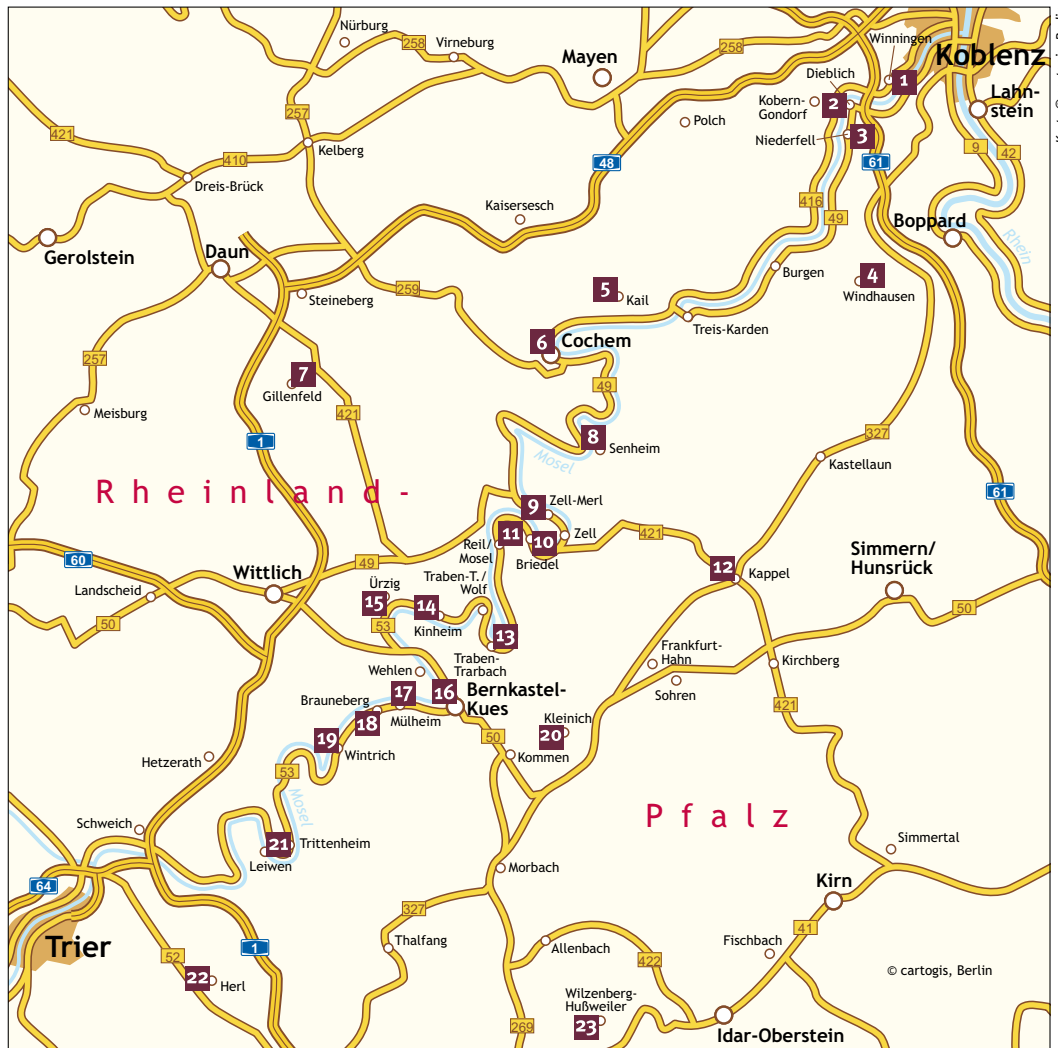 Nürburg
258
Virneburg
Mayen
258
Winningen
Koblenz
Dieblich
1
Kobern-
Gondorf
2
Lahn-
stein
257
Polch
Niederfell
3
421
Kelberg
9
42
410
48
61
Dreis-Brück
Kaisersesch
416
49
Boppard
Rhein
Gerolstein
Daun
Burgen
4
Windhausen
Steineberg
259
5
Kail
Treis-Karden
6
Cochem
257
7
Gillenfeld
49
Meisburg
421
1
8
Senheim
327
Mosel
Kastellaun
Rheinland-
61
9
Zell-Merl
11
10
Zell
421
Reil/
Mosel
Briedel
Simmern/
Hunsrück
60
49
12
Kappel
Wittlich
Traben-T./
Wolf
Landscheid
Ürzig
15
14
Kinheim
50
50
53
13
Traben-
Trarbach
Frankfurt-
Hahn
Kirchberg
Wehlen
Sohren
16
Bernkastel-
Kues
17
Brauneberg
18
Mülheim
421
Kleinich
20
19
Wintrich
50
Kommen
Hetzerath
53
Mosel
Pfalz
Schweich
21
Trittenheim
Leiwen
Simmertal
Morbach
64
Kirn
327
41
Trier
1
Thalfang
Allenbach
Fischbach
52
422
22
Herl
© cartogis, Berlin
Wilzenberg-
Hußweiler
23
269
Idar-Oberstein